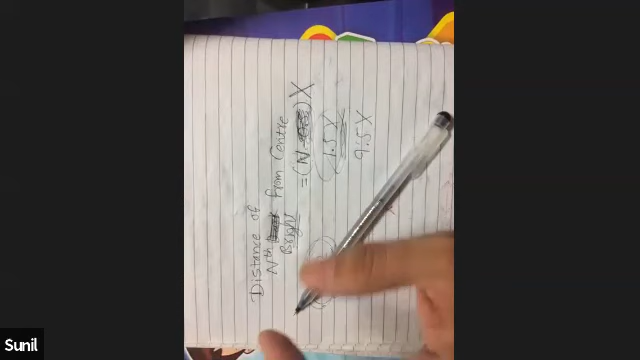 Distance of
Nth from Centre
Bright = (N ) X
1.5 X
9.5 X
Sunil